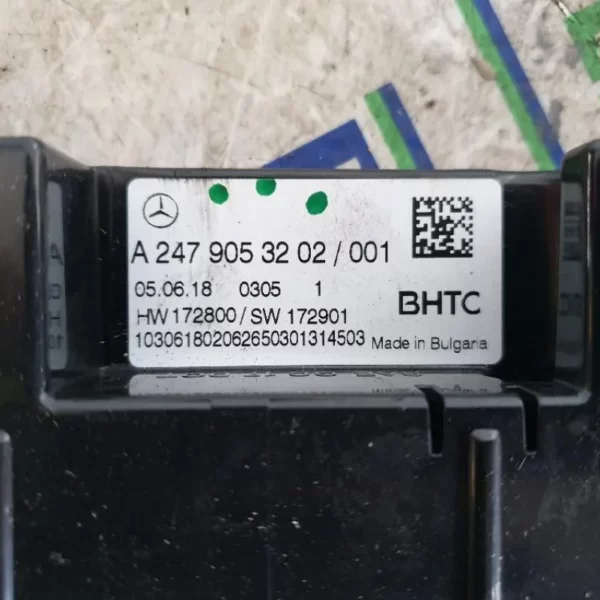 A 247 905 32 02 / 001
05.06.18 0305 1
BHTC
HW 172800 / SW 172901
103061802062650301314503 Made in Bulgaria